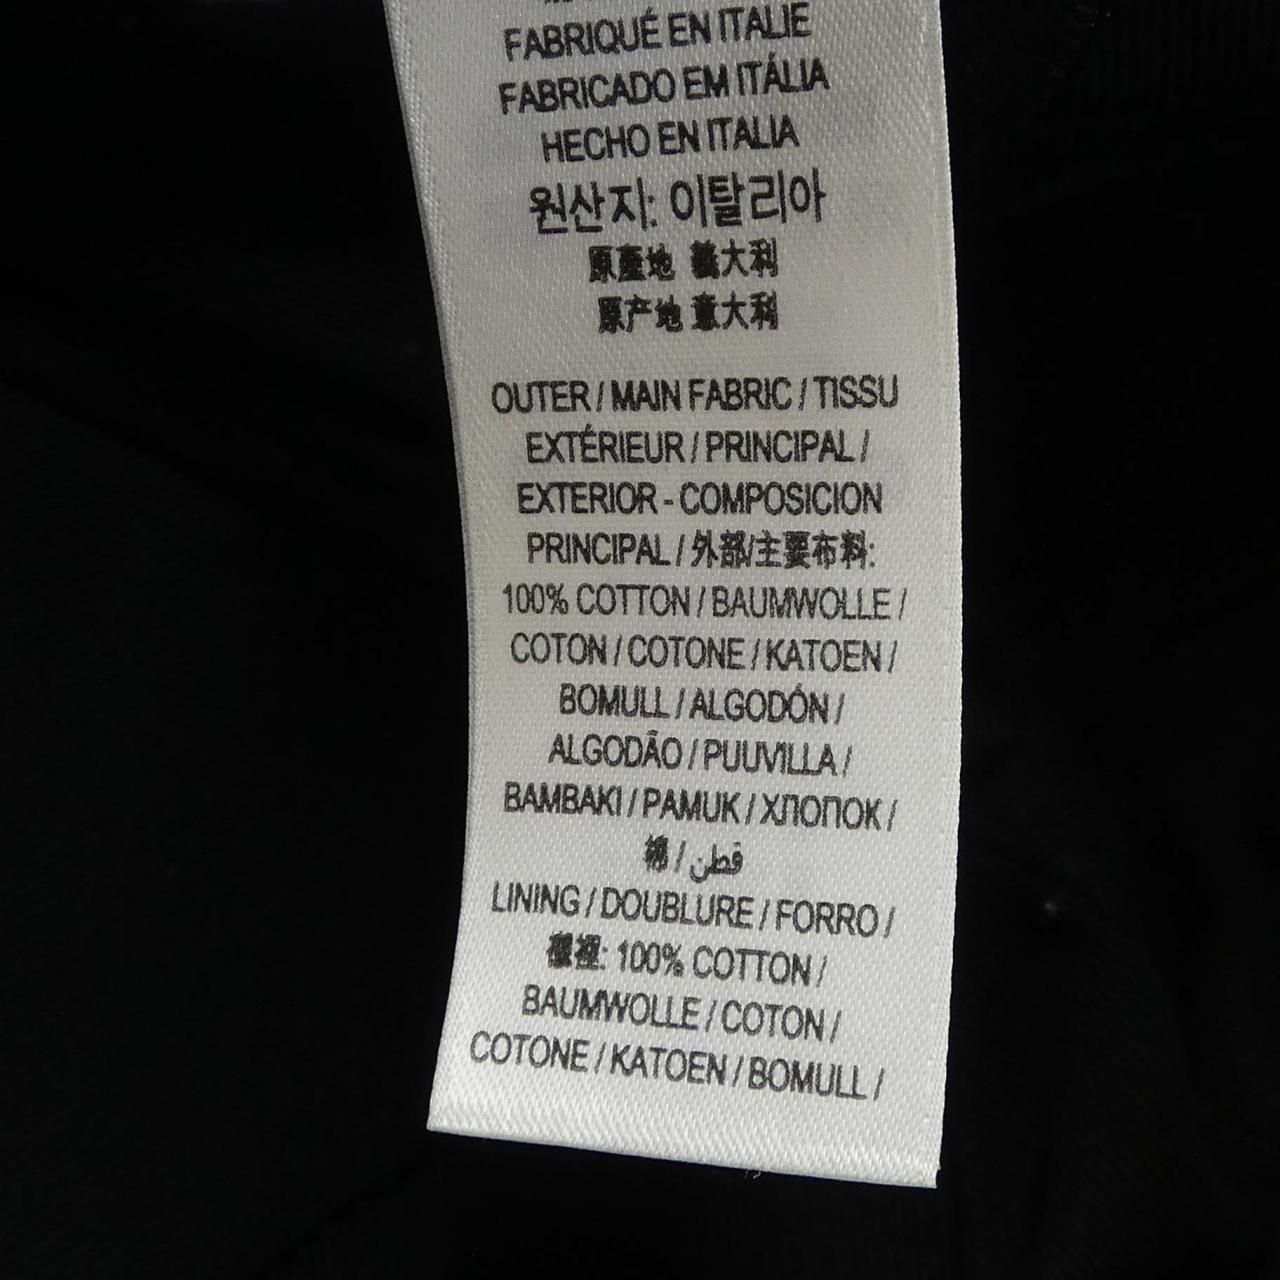 FABRIQUÉ EN ITALIE
FABRICADO EM ITÁLIA
HECHO EN ITALIA
원산지: 이탈리아
原產地 義大利
原产地 意大利
OUTER / MAIN FABRIC / TISSU
EXTÉRIEUR / PRINCIPAL /
EXTERIOR - COMPOSICION
PRINCIPAL / 外部/主要布料:
100% COTTON / BAUMWOLLE /
COTON / COTONE / KATOEN /
BOMULL / ALGODÓN /
ALGODÃO / PUUVILLA /
BAMBAKI / PAMUK / ХЛОПОК /
棉 / قطن
LINING / DOUBLURE / FORRO /
襯裡: 100% COTTON /
BAUMWOLLE / COTON /
COTONE / KATOEN / BOMULL /